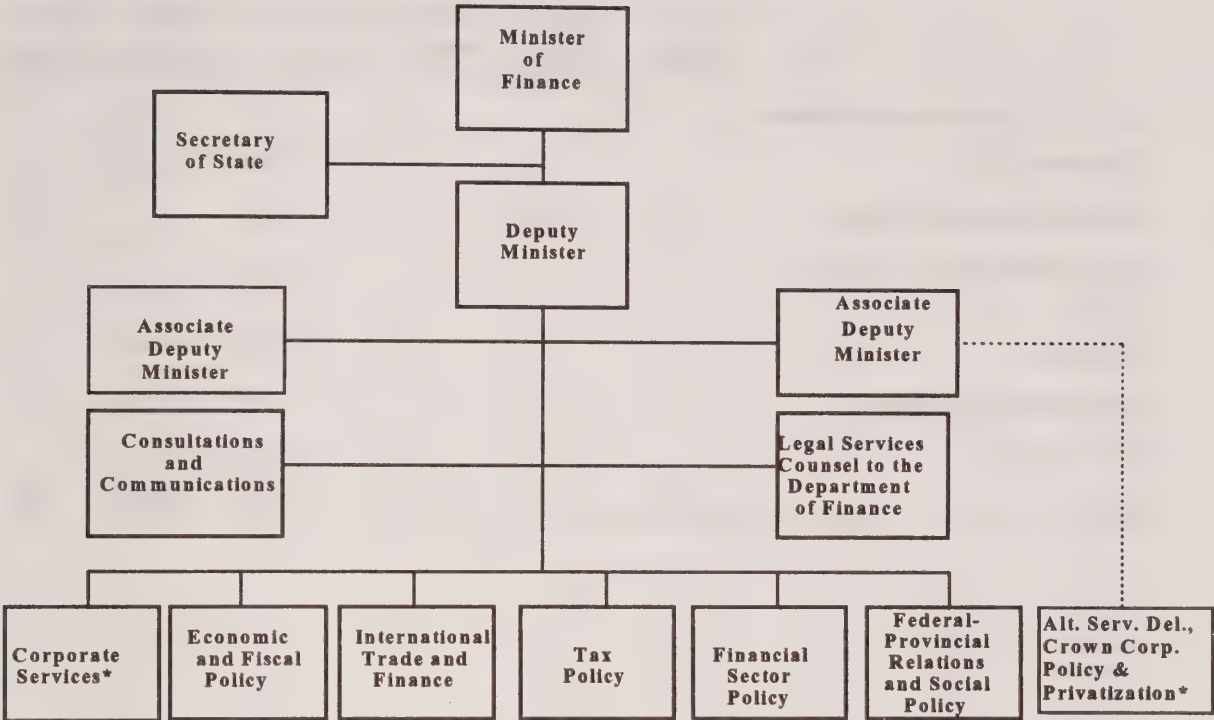 Minister
of
Finance
Secretary
of State
Deputy
Minister
Associate
Deputy
Minister
Associate
Deputy
Minister
Consultations
and
Communications
Legal Services
Counsel to the
Department
of Finance
Corporate
Services*
Economic
and Fiscal
Policy
International
Trade and
Finance
Tax
Policy
Financial
Sector
Policy
Federal-
Provincial
Relations
and Social
Policy
Alt. Serv. Del.,
Crown Corp.
Policy &
Privatization*